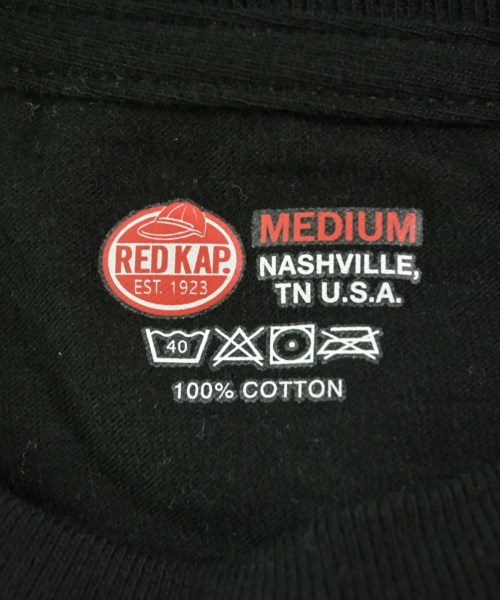 RED KAP.
EST. 1923
MEDIUM
NASHVILLE,
TN U.S.A.
40
100% COTTON